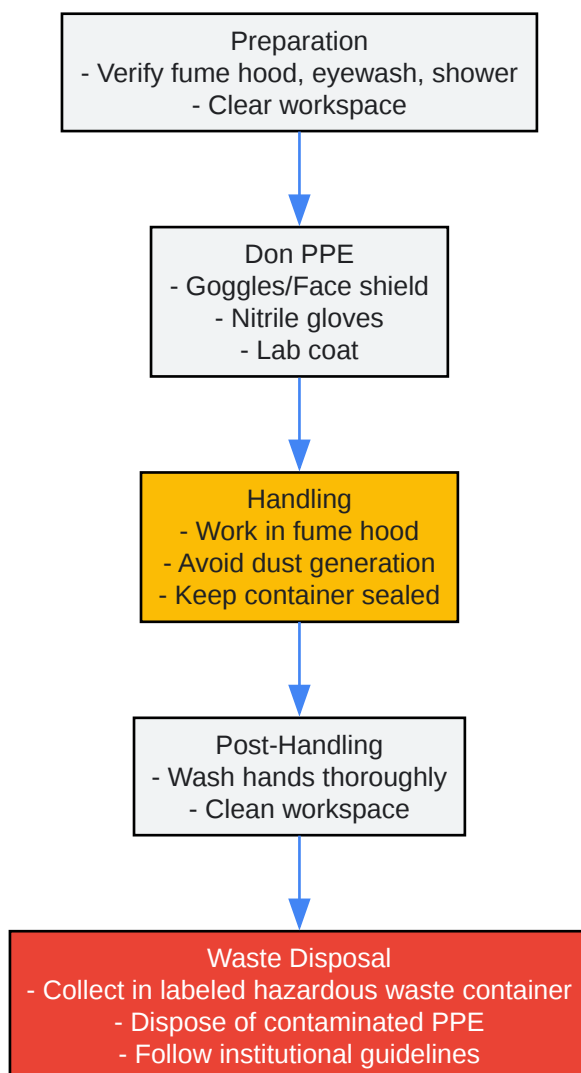 Preparation
- Verify fume hood, eyewash, shower
- Clear workspace
Don PPE
- Goggles/Face shield
- Nitrile gloves
- Lab coat
Handling
- Work in fume hood
- Avoid dust generation
- Keep container sealed
Post-Handling
- Wash hands thoroughly
- Clean workspace
Waste Disposal
- Collect in labeled hazardous waste container
- Dispose of contaminated PPE
- Follow institutional guidelines